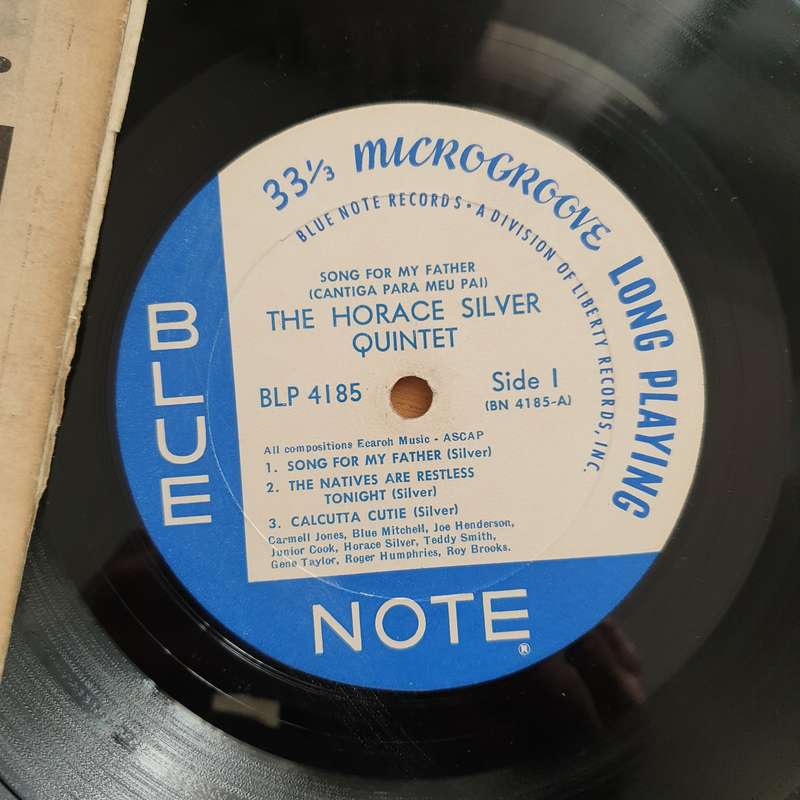 33⅓ MICROGROOVE LONG PLAYING
BLUE NOTE RECORDS • A DIVISION OF LIBERTY RECORDS, INC.
SONG FOR MY FATHER
(CANTIGA PARA MEU PAI)
THE HORACE SILVER
QUINTET
BLP 4185
Side 1
(BN 4185-A)
All compositions Ecaroh Music - ASCAP
1. SONG FOR MY FATHER (Silver)
2. THE NATIVES ARE RESTLESS
TONIGHT (Silver)
3. CALCUTTA CUTIE (Silver)
Carmell Jones, Blue Mitchell, Joe Henderson,
Junior Cook, Horace Silver, Teddy Smith,
Gene Taylor, Roger Humphries, Roy Brooks.
BLUE
NOTE ®